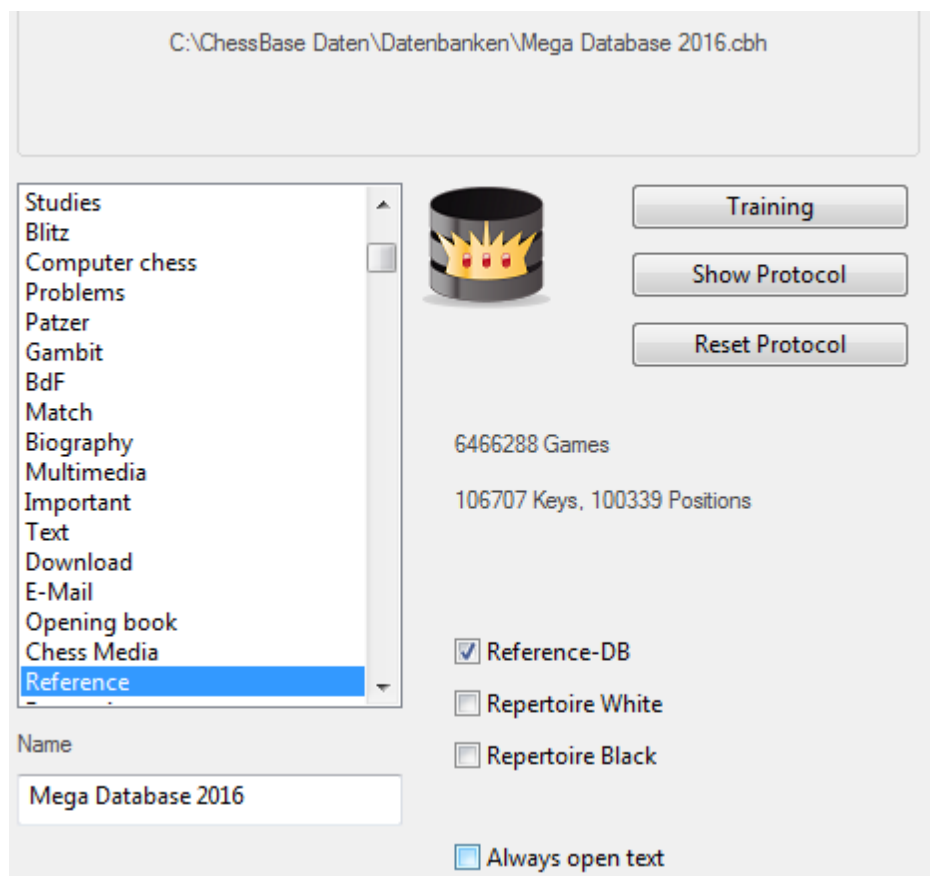 C:\ChessBase Daten\Datenbanken\Mega Database 2016.cbh
Studies
Blitz
Computer chess
Problems
Patzer
Gambit
BdF
Match
Biography
Multimedia
Important
Text
Download
E-Mail
Opening book
Chess Media
Reference
Name
Mega Database 2016
Training
Show Protocol
Reset Protocol
6466288 Games
106707 Keys, 100339 Positions
Reference-DB
Repertoire White
Repertoire Black
Always open text